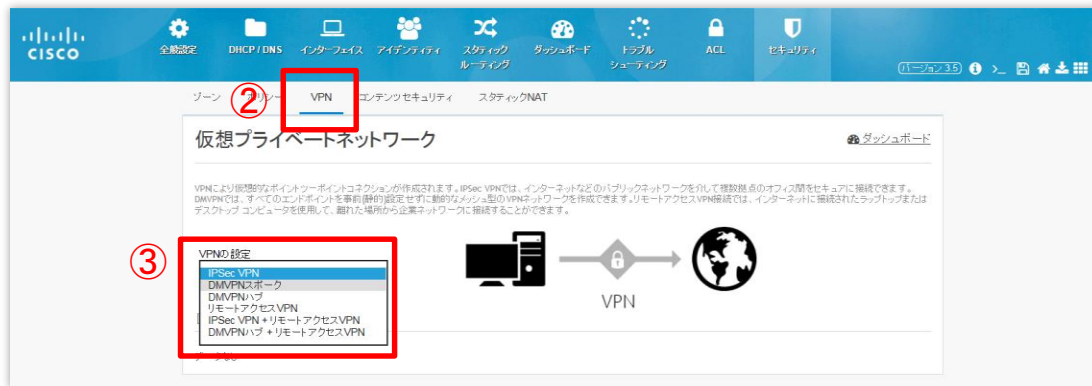 CISCO
全般設定
DHCP / DNS
インターフェイス
アイデンティティ
スタティック
ルーティング
ダッシュボード
トラブル
シューティング
ACL
セキュリティ
バージョン 3.5
ゾーン
②
VPN
コンテンツセキュリティ
スタティックNAT
仮想プライベートネットワーク
ダッシュボード
VPNにより仮想的なポイントツーポイントコネクションが作成されます。IPSec VPNでは、インターネットなどのパブリックネットワークを介して複数拠点のオフィス間をセキュアに接続できます。
DMVPNでは、すべてのエンドポイントを事前(静的)設定せずに動的なメッシュ型のVPNネットワークを作成できます。リモートアクセスVPN接続では、インターネットに接続されたラップトップまたは
デスクトップ コンピュータを使用して、離れた場所から企業ネットワークに接続することができます。
③
VPNの設定
IPSec VPN
DMVPNスポーク
DMVPNハブ
リモートアクセスVPN
IPSec VPN + リモートアクセスVPN
DMVPNハブ + リモートアクセスVPN
VPN